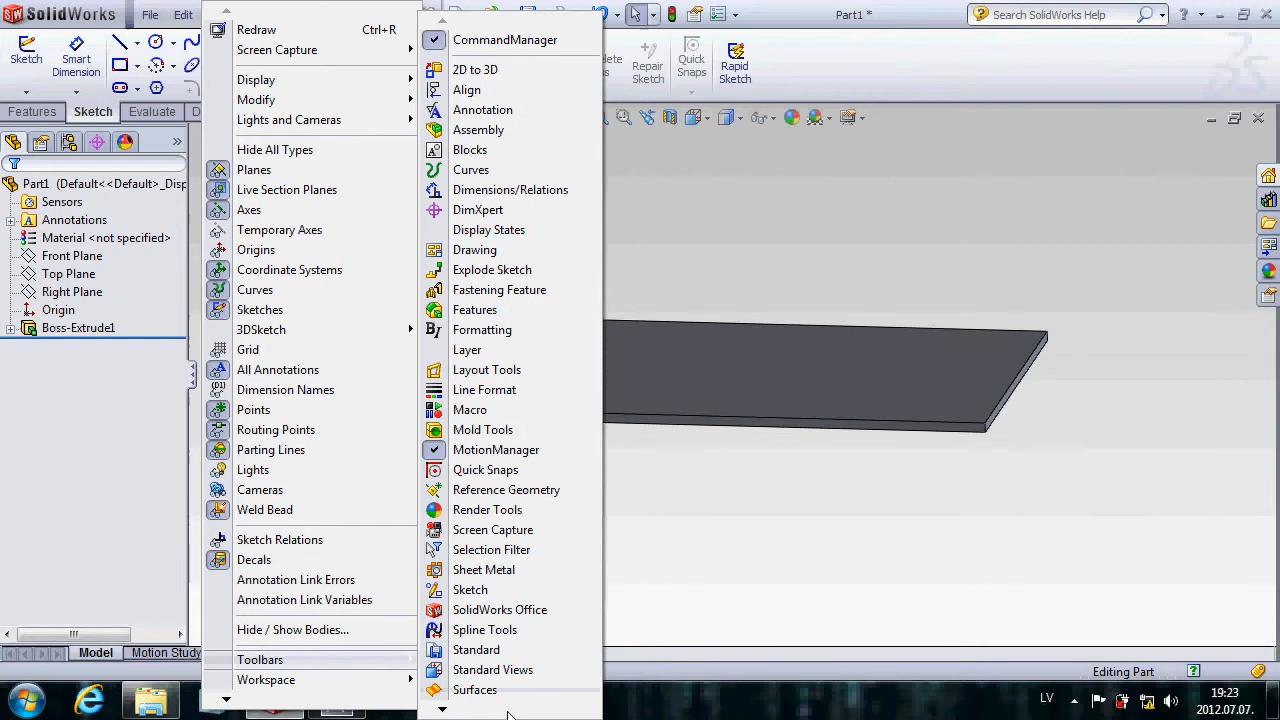 SolidWorks
File
Edit
Part1 *
Search SolidWorks Help
Sketch
Smart
Dimension
Repair
Sketch
Quick
Snaps
Rapid
Sketch
Features
Sketch
Evaluate
Part1 (Default<<Default>_Disp
Sensors
Annotations
Material <not specified>
Front Plane
Top Plane
Right Plane
Origin
Boss-Extrude1
Redraw Ctrl+R
Screen Capture
Display
Modify
Lights and Cameras
Hide All Types
Planes
Live Section Planes
Axes
Temporary Axes
Origins
Coordinate Systems
Curves
Sketches
3DSketch
Grid
All Annotations
Dimension Names
Points
Routing Points
Parting Lines
Lights
Cameras
Weld Bead
Sketch Relations
Decals
Annotation Link Errors
Annotation Link Variables
Hide / Show Bodies...
Toolbars
Workspace
CommandManager
2D to 3D
Align
Annotation
Assembly
Blocks
Curves
Dimensions/Relations
DimXpert
Display States
Drawing
Explode Sketch
Fastening Feature
Features
Formatting
Layer
Layout Tools
Line Format
Macro
Mold Tools
MotionManager
Quick Snaps
Reference Geometry
Render Tools
Screen Capture
Selection Filter
Sheet Metal
Sketch
SolidWorks Office
Spline Tools
Standard
Standard Views
Surfaces
Model
Motion Study
Editing Part
LV
19:23
2012.07.07.